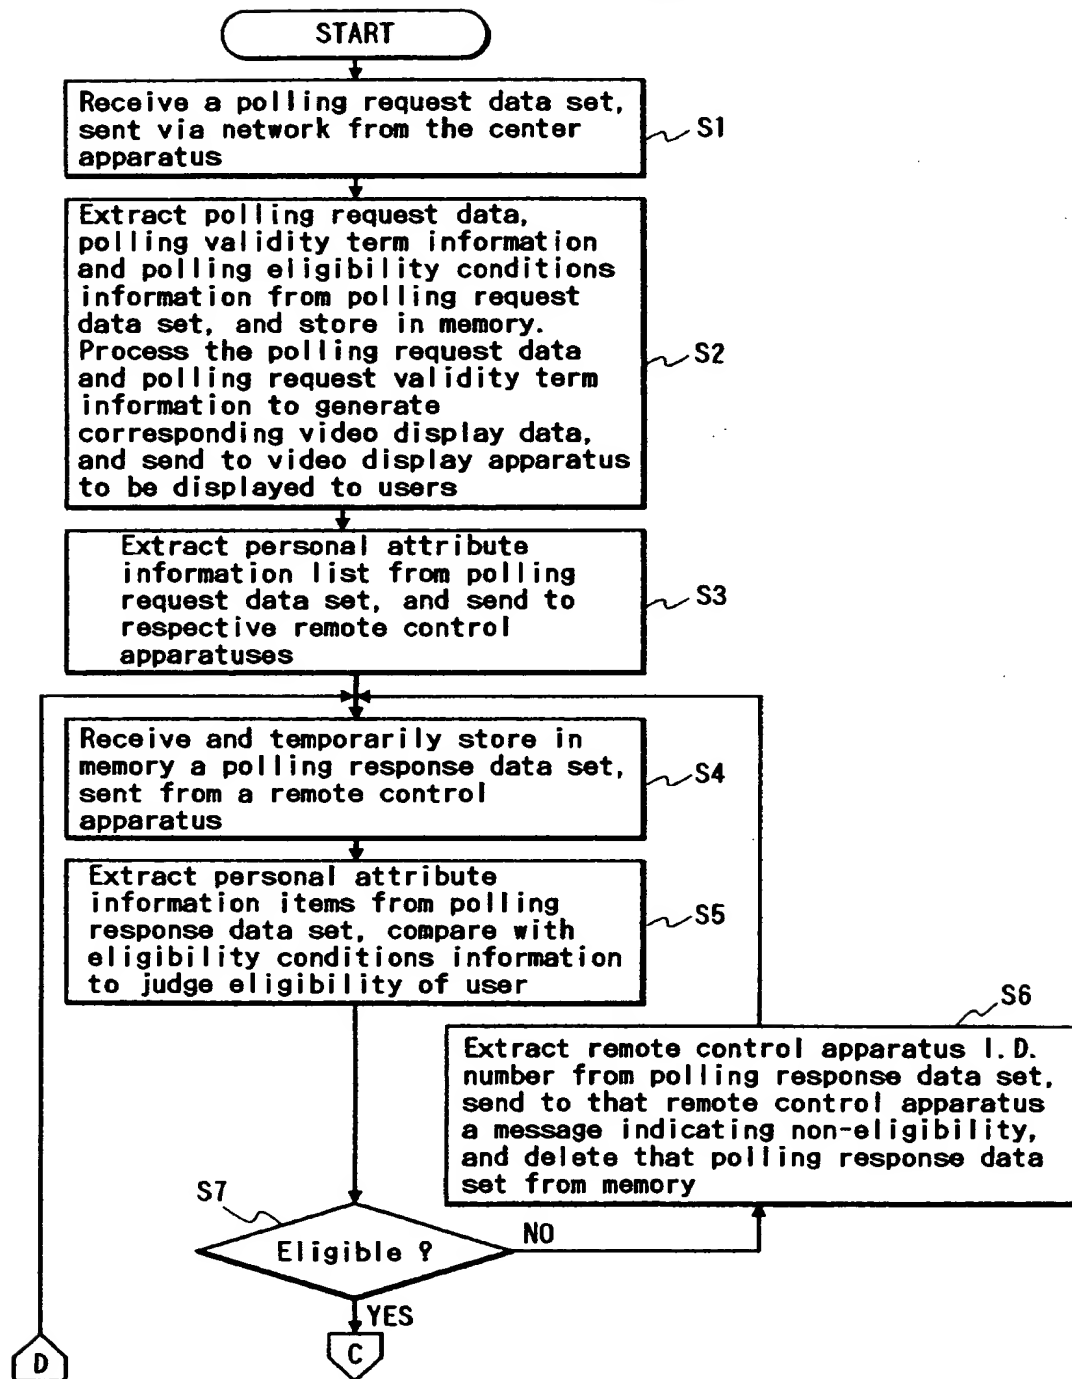 START
Receive a polling request data set,
sent via network from the center
apparatus
S1
Extract polling request data,
polling validity term information
and polling eligibility conditions
information from polling request
data set, and store in memory.
Process the polling request data
and polling request validity term
information to generate
corresponding video display data,
and send to video display apparatus
to be displayed to users
S2
Extract personal attribute
information list from polling
request data set, and send to
respective remote control
apparatuses
S3
Receive and temporarily store in
memory a polling response data set,
sent from a remote control
apparatus
S4
Extract personal attribute
information items from polling
response data set, compare with
eligibility conditions information
to judge eligibility of user
S5
S6
Extract remote control apparatus I.D.
number from polling response data set,
send to that remote control apparatus
a message indicating non-eligibility,
and delete that polling response data
set from memory
S7
Eligible ?
NO
YES
C
D